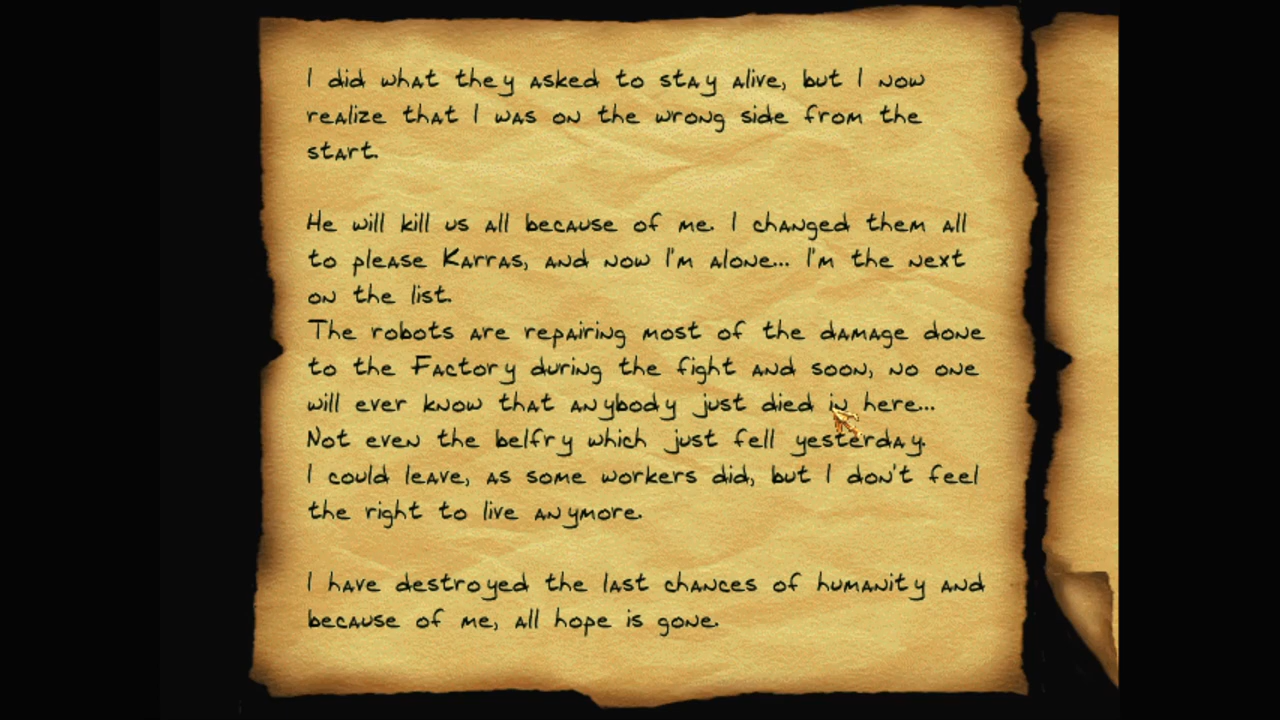 I did what they asked to stay alive, but I now
realize that I was on the wrong side from the
start.
He will kill us all because of me. I changed them all
to please Karras, and now I'm alone... I'm the next
on the list.
The robots are repairing most of the damage done
to the Factory during the fight and soon, no one
will ever know that anybody just died in here...
Not even the belfry which just fell yesterday.
I could leave, as some workers did, but I don't feel
the right to live anymore.
I have destroyed the last chances of humanity and
because of me, all hope is gone.